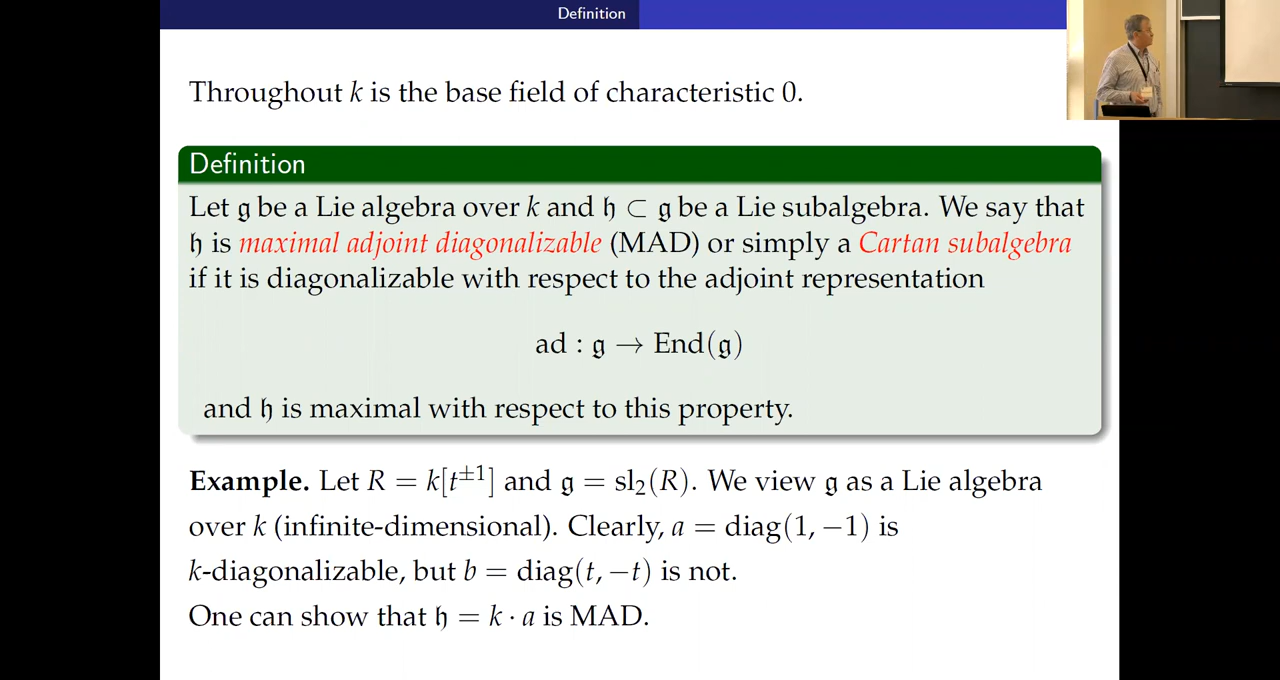 Definition
Throughout k is the base field of characteristic 0.
Definition
Let 𝔤 be a Lie algebra over k and 𝔥 ⊂ 𝔤 be a Lie subalgebra. We say that
𝔥 is maximal adjoint diagonalizable (MAD) or simply a Cartan subalgebra
if it is diagonalizable with respect to the adjoint representation
ad : 𝔤 → End(𝔤)
and 𝔥 is maximal with respect to this property.
Example. Let R = k[t^{±1}] and 𝔤 = sl₂(R). We view 𝔤 as a Lie algebra
over k (infinite-dimensional). Clearly, a = diag(1, −1) is
k-diagonalizable, but b = diag(t, −t) is not.
One can show that 𝔥 = k · a is MAD.